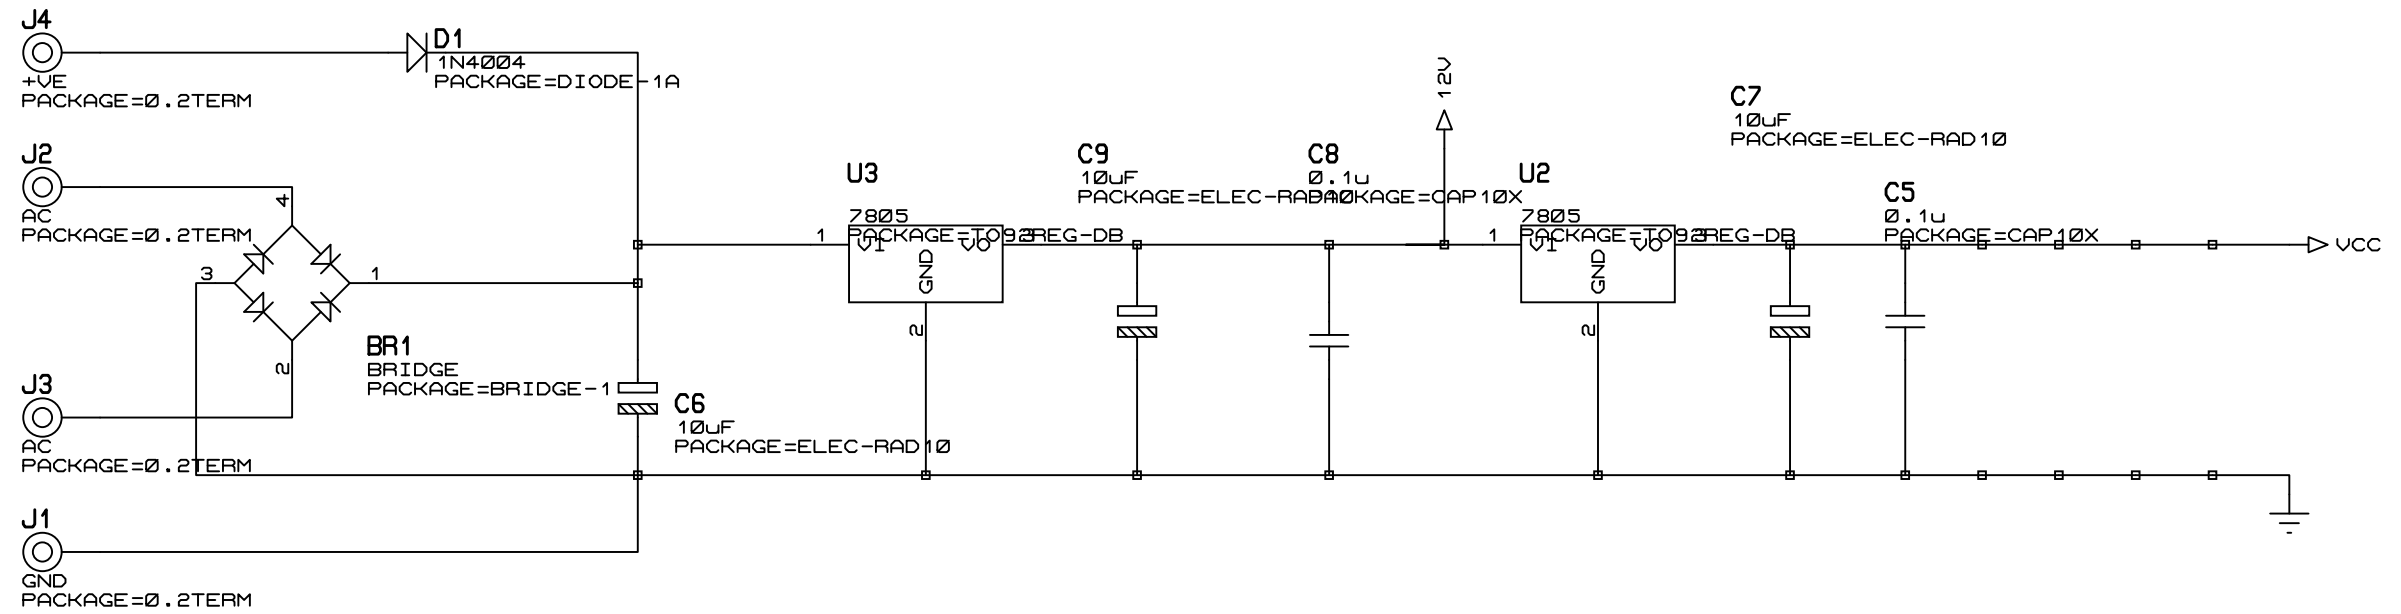 J4
+VE
PACKAGE=0.2TERM
D1
1N4004
PACKAGE=DIODE-1A
J2
AC
PACKAGE=0.2TERM
4
3
1
2
BR1
BRIDGE
PACKAGE=BRIDGE-1
J3
AC
PACKAGE=0.2TERM
J1
GND
PACKAGE=0.2TERM
C6
10uF
PACKAGE=ELEC-RAD10
U3
7805
PACKAGE=TO92REG-DB
1
VI
VO
3
GND
2
C9
10uF
PACKAGE=ELEC-RAD10
C8
0.1u
PACKAGE=CAP10X
12V
U2
7805
PACKAGE=TO92REG-DB
1
VI
VO
3
GND
2
C7
10uF
PACKAGE=ELEC-RAD10
C5
0.1u
PACKAGE=CAP10X
VCC